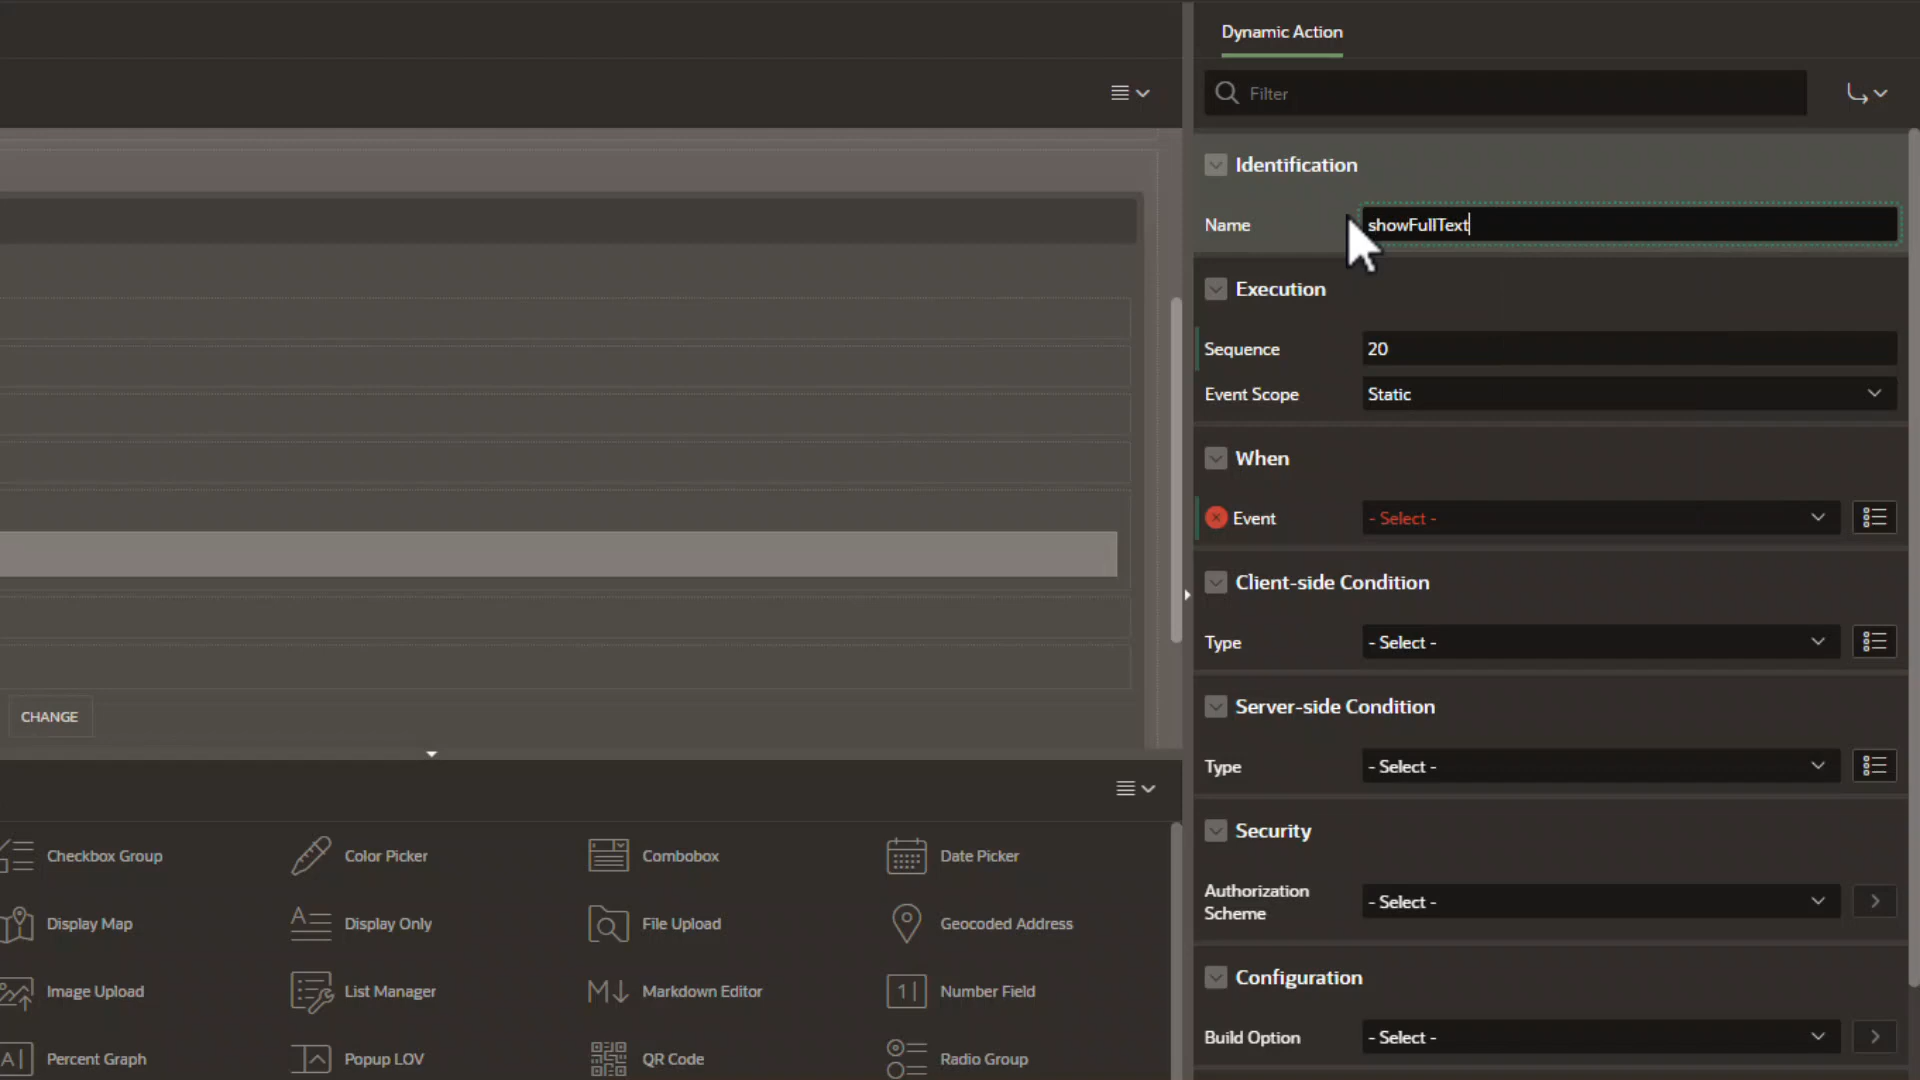 Dynamic Action
Filter
Identification
Name showFullText
Execution
Sequence 20
Event Scope Static
When
Event - Select -
Client-side Condition
Type - Select -
Server-side Condition
Type - Select -
Security
Authorization
Scheme - Select -
Configuration
Build Option - Select -
CHANGE
Checkbox Group Color Picker Combobox Date Picker
Display Map Display Only File Upload Geocoded Address
Image Upload List Manager Markdown Editor Number Field
Percent Graph Popup LOV QR Code Radio Group